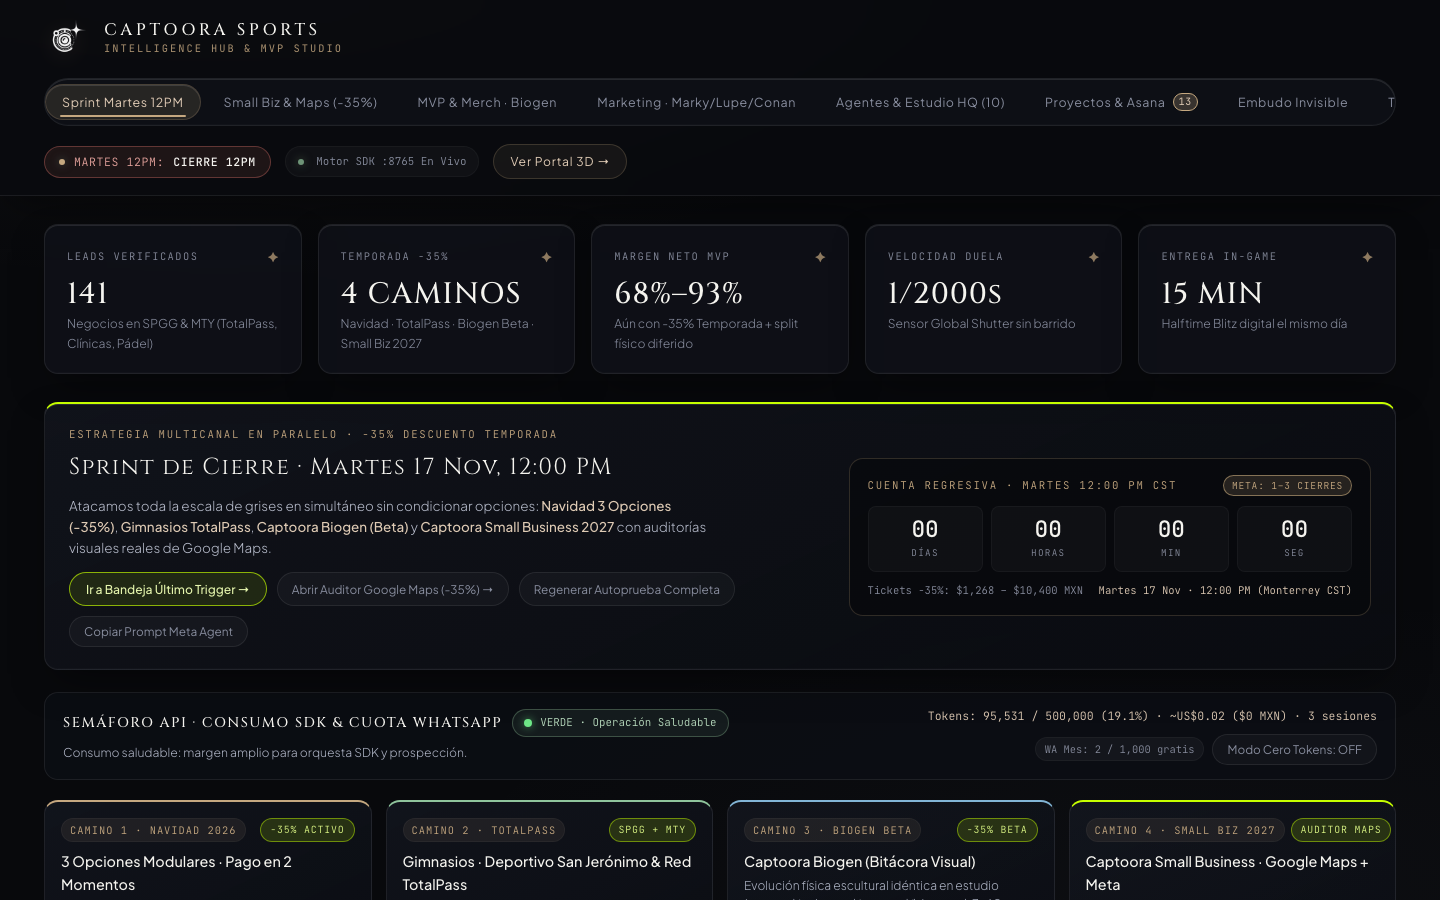 CAPTOORA SPORTS
INTELLIGENCE HUB & MVP STUDIO
Sprint Martes 12PM
Small Biz & Maps (-35%)
MVP & Merch · Biogen
Marketing · Marky/Lupe/Conan
Agentes & Estudio HQ (10)
Proyectos & Asana 13
Embudo Invisible
T
MARTES 12PM: CIERRE 12PM
Motor SDK :8765 En Vivo
Ver Portal 3D →
LEADS VERIFICADOS ✦
141
Negocios en SPGG & MTY (TotalPass,
Clínicas, Pádel)
TEMPORADA -35% ✦
4 CAMINOS
Navidad · TotalPass · Biogen Beta ·
Small Biz 2027
MARGEN NETO MVP ✦
68%–93%
Aún con -35% Temporada + split
físico diferido
VELOCIDAD DUELA ✦
1/2000s
Sensor Global Shutter sin barrido
ENTREGA IN-GAME ✦
15 MIN
Halftime Blitz digital el mismo día
ESTRATEGIA MULTICANAL EN PARALELO · -35% DESCUENTO TEMPORADA
Sprint de Cierre · Martes 17 Nov, 12:00 PM
Atacamos toda la escala de grises en simultáneo sin condicionar opciones: Navidad 3 Opciones
(-35%), Gimnasios TotalPass, Captoora Biogen (Beta) y Captoora Small Business 2027 con auditorías
visuales reales de Google Maps.
Ir a Bandeja Último Trigger →
Abrir Auditor Google Maps (-35%) →
Regenerar Autoprueba Completa
Copiar Prompt Meta Agent
CUENTA REGRESIVA · MARTES 12:00 PM CST
META: 1–3 CIERRES
00 00 00 00
DÍAS HORAS MIN SEG
Tickets -35%: $1,268 – $10,400 MXN
Martes 17 Nov · 12:00 PM (Monterrey CST)
SEMÁFORO API · CONSUMO SDK & CUOTA WHATSAPP
VERDE · Operación Saludable
Consumo saludable: margen amplio para orquesta SDK y prospección.
Tokens: 95,531 / 500,000 (19.1%) · ~US$0.02 ($0 MXN) · 3 sesiones
WA Mes: 2 / 1,000 gratis
Modo Cero Tokens: OFF
CAMINO 1 · NAVIDAD 2026
-35% ACTIVO
3 Opciones Modulares · Pago en 2
Momentos
CAMINO 2 · TOTALPASS
SPGG + MTY
Gimnasios · Deportivo San Jerónimo & Red
TotalPass
CAMINO 3 · BIOGEN BETA
-35% BETA
Captoora Biogen (Bitácora Visual)
Evolución física escultural idéntica en estudio
CAMINO 4 · SMALL BIZ 2027
AUDITOR MAPS
Captoora Small Business · Google Maps +
Meta